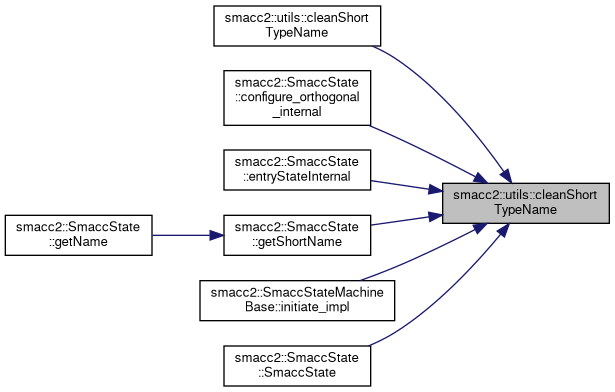 smacc2::utils::cleanShort
TypeName
smacc2::SmaccState
::configure_orthogonal
_internal
smacc2::SmaccState
::entryStateInternal
smacc2::utils::cleanShort
TypeName
smacc2::SmaccState
::getName
smacc2::SmaccState
::getShortName
smacc2::SmaccStateMachine
Base::initiate_impl
smacc2::SmaccState
::SmaccState